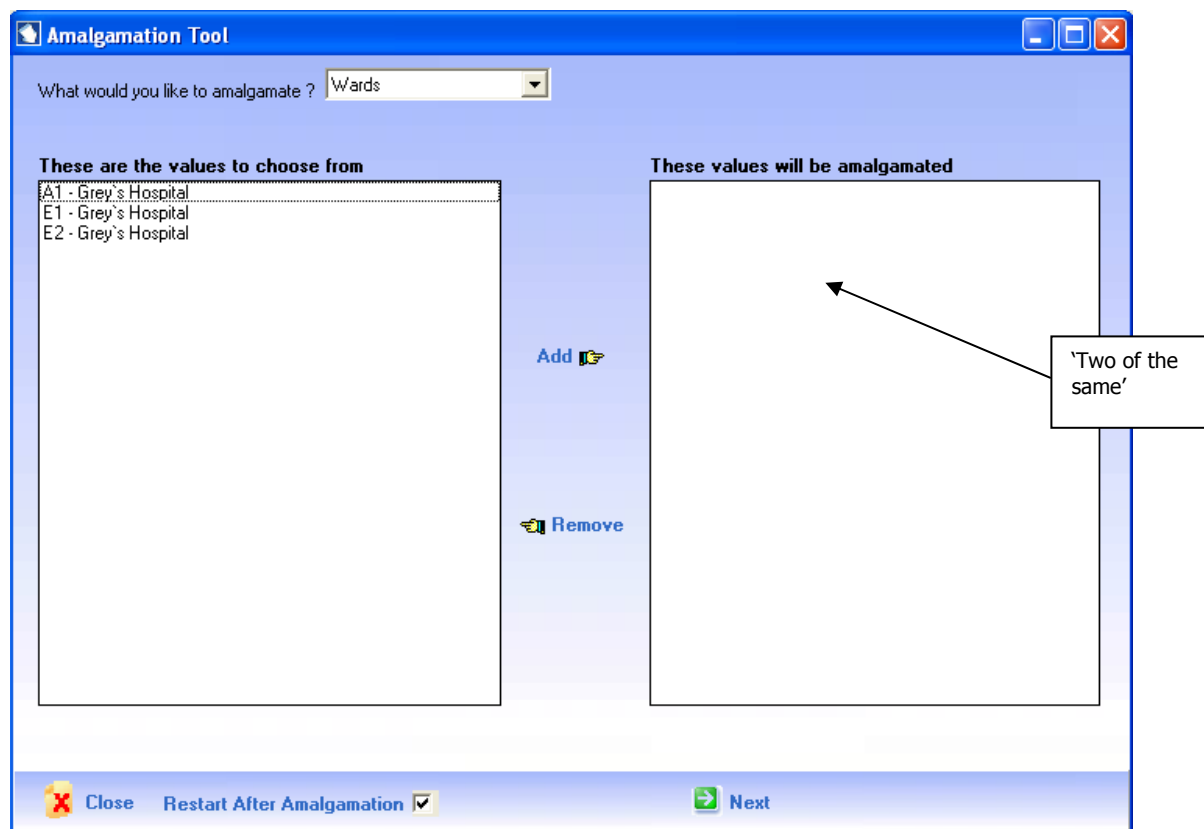 Amalgamation Tool
What would you like to amalgamate ? Wards
These are the values to choose from
These values will be amalgamated
A1 - Grey`s Hospital
E1 - Grey`s Hospital
E2 - Grey`s Hospital
Add
‘Two of the
same’
Remove
Close Restart After Amalgamation Next